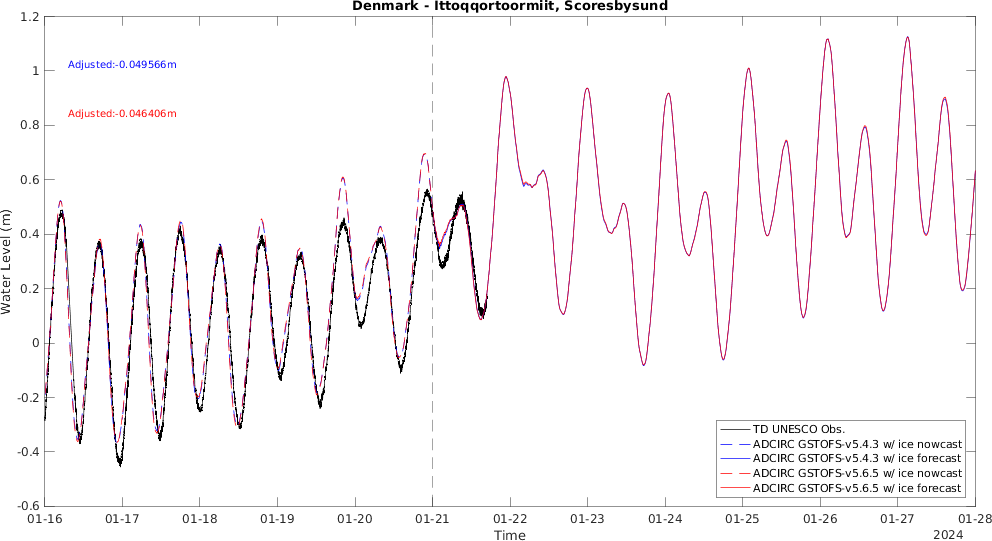 Denmark - Ittoqqortoormiit, Scoresbysund
Adjusted:-0.049566m
Adjusted:-0.046406m
Water Level (m)
1.2
1
0.8
0.6
0.4
0.2
0
-0.2
-0.4
-0.6
TD UNESCO Obs.
ADCIRC GSTOFS-v5.4.3 w/ ice nowcast
ADCIRC GSTOFS-v5.4.3 w/ ice forecast
ADCIRC GSTOFS-v5.6.5 w/ ice nowcast
ADCIRC GSTOFS-v5.6.5 w/ ice forecast
01-16 01-17 01-18 01-19 01-20 01-21 01-22 01-23 01-24 01-25 01-26 01-27 01-28
Time
2024